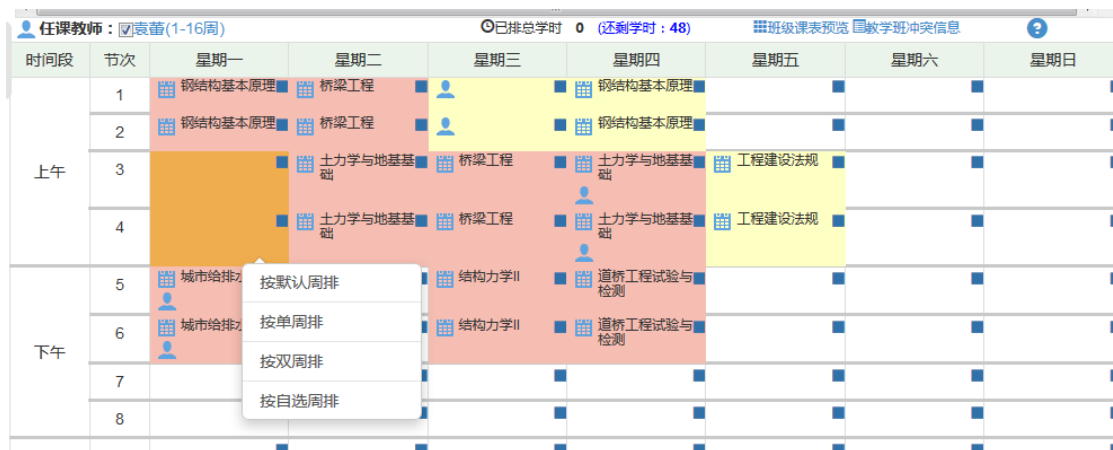 任课教师：袁蕾(1-16周) 已排总学时 0 (还剩学时：48) 班级课表预览 教学班冲突信息 ?
时间段 节次 星期一 星期二 星期三 星期四 星期五 星期六 星期日
上午
1 钢结构基本原理 桥梁工程 钢结构基本原理
2 钢结构基本原理 桥梁工程 钢结构基本原理
3 土力学与地基基 桥梁工程 土力学与地基基 工程建设法规
础 础
4 土力学与地基基 桥梁工程 土力学与地基基 工程建设法规
础 础
下午
5 城市给排 结构力学II 道桥工程试验与
检测
6 城市给排 结构力学II 道桥工程试验与
检测
7
8
按默认周排
按单周排
按双周排
按自选周排